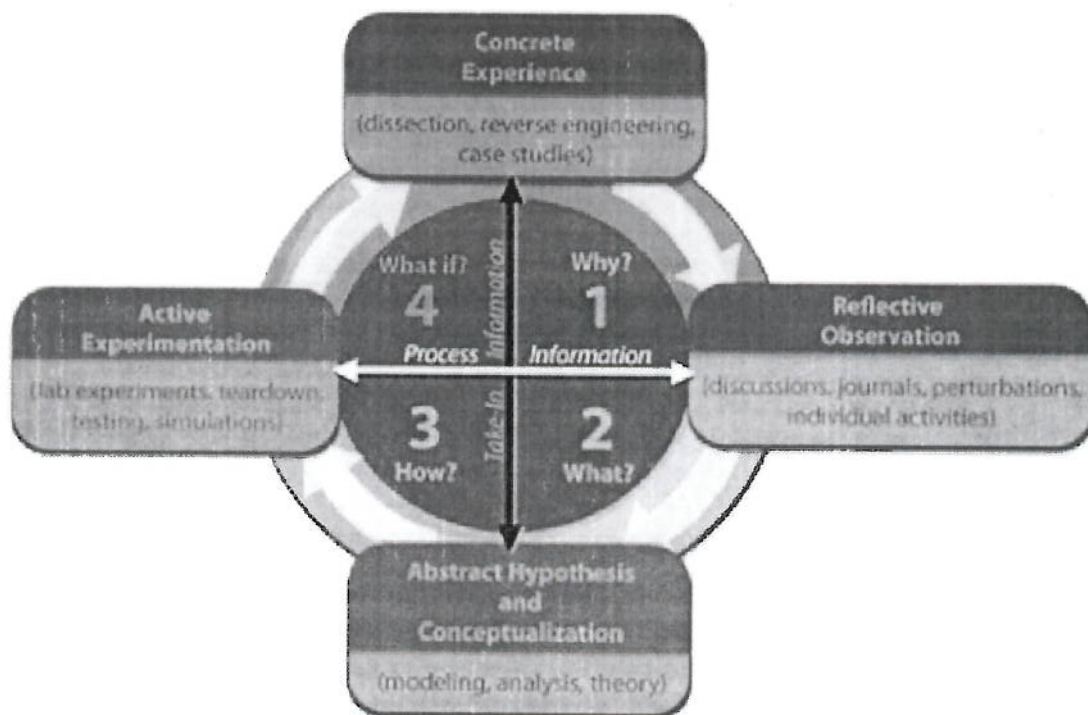 Concrete
Experience
(dissection, reverse engineering,
case studies)
What if?
4
Why?
1
Active
Experimentation
(lab experiments, teardown,
testing, simulations)
Process Information
Take-In Information
Reflective
Observation
(discussions, journals, perturbations,
individual activities)
3
How?
2
What?
Abstract Hypothesis
and
Conceptualization
(modeling, analysis, theory)